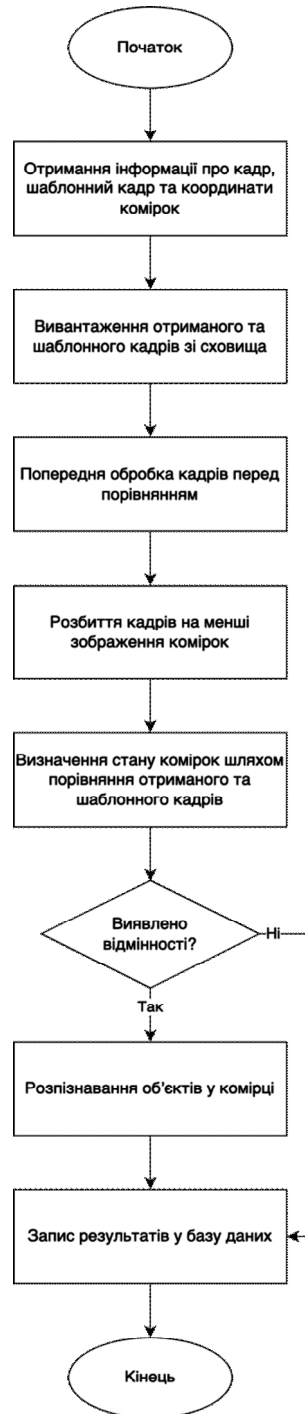 Початок
Отримання інформації про кадр,
шаблонний кадр та координати
комірок
Вивантаження отриманого та
шаблонного кадрів зі сховища
Попередня обробка кадрів перед
порівнянням
Розбиття кадрів на менші
зображення комірок
Визначення стану комірок шляхом
порівняння отриманого та
шаблонного кадрів
Виявлено
відмінності?
Ні
Так
Розпізнавання об'єктів у комірці
Запис результатів у базу даних
Кінець